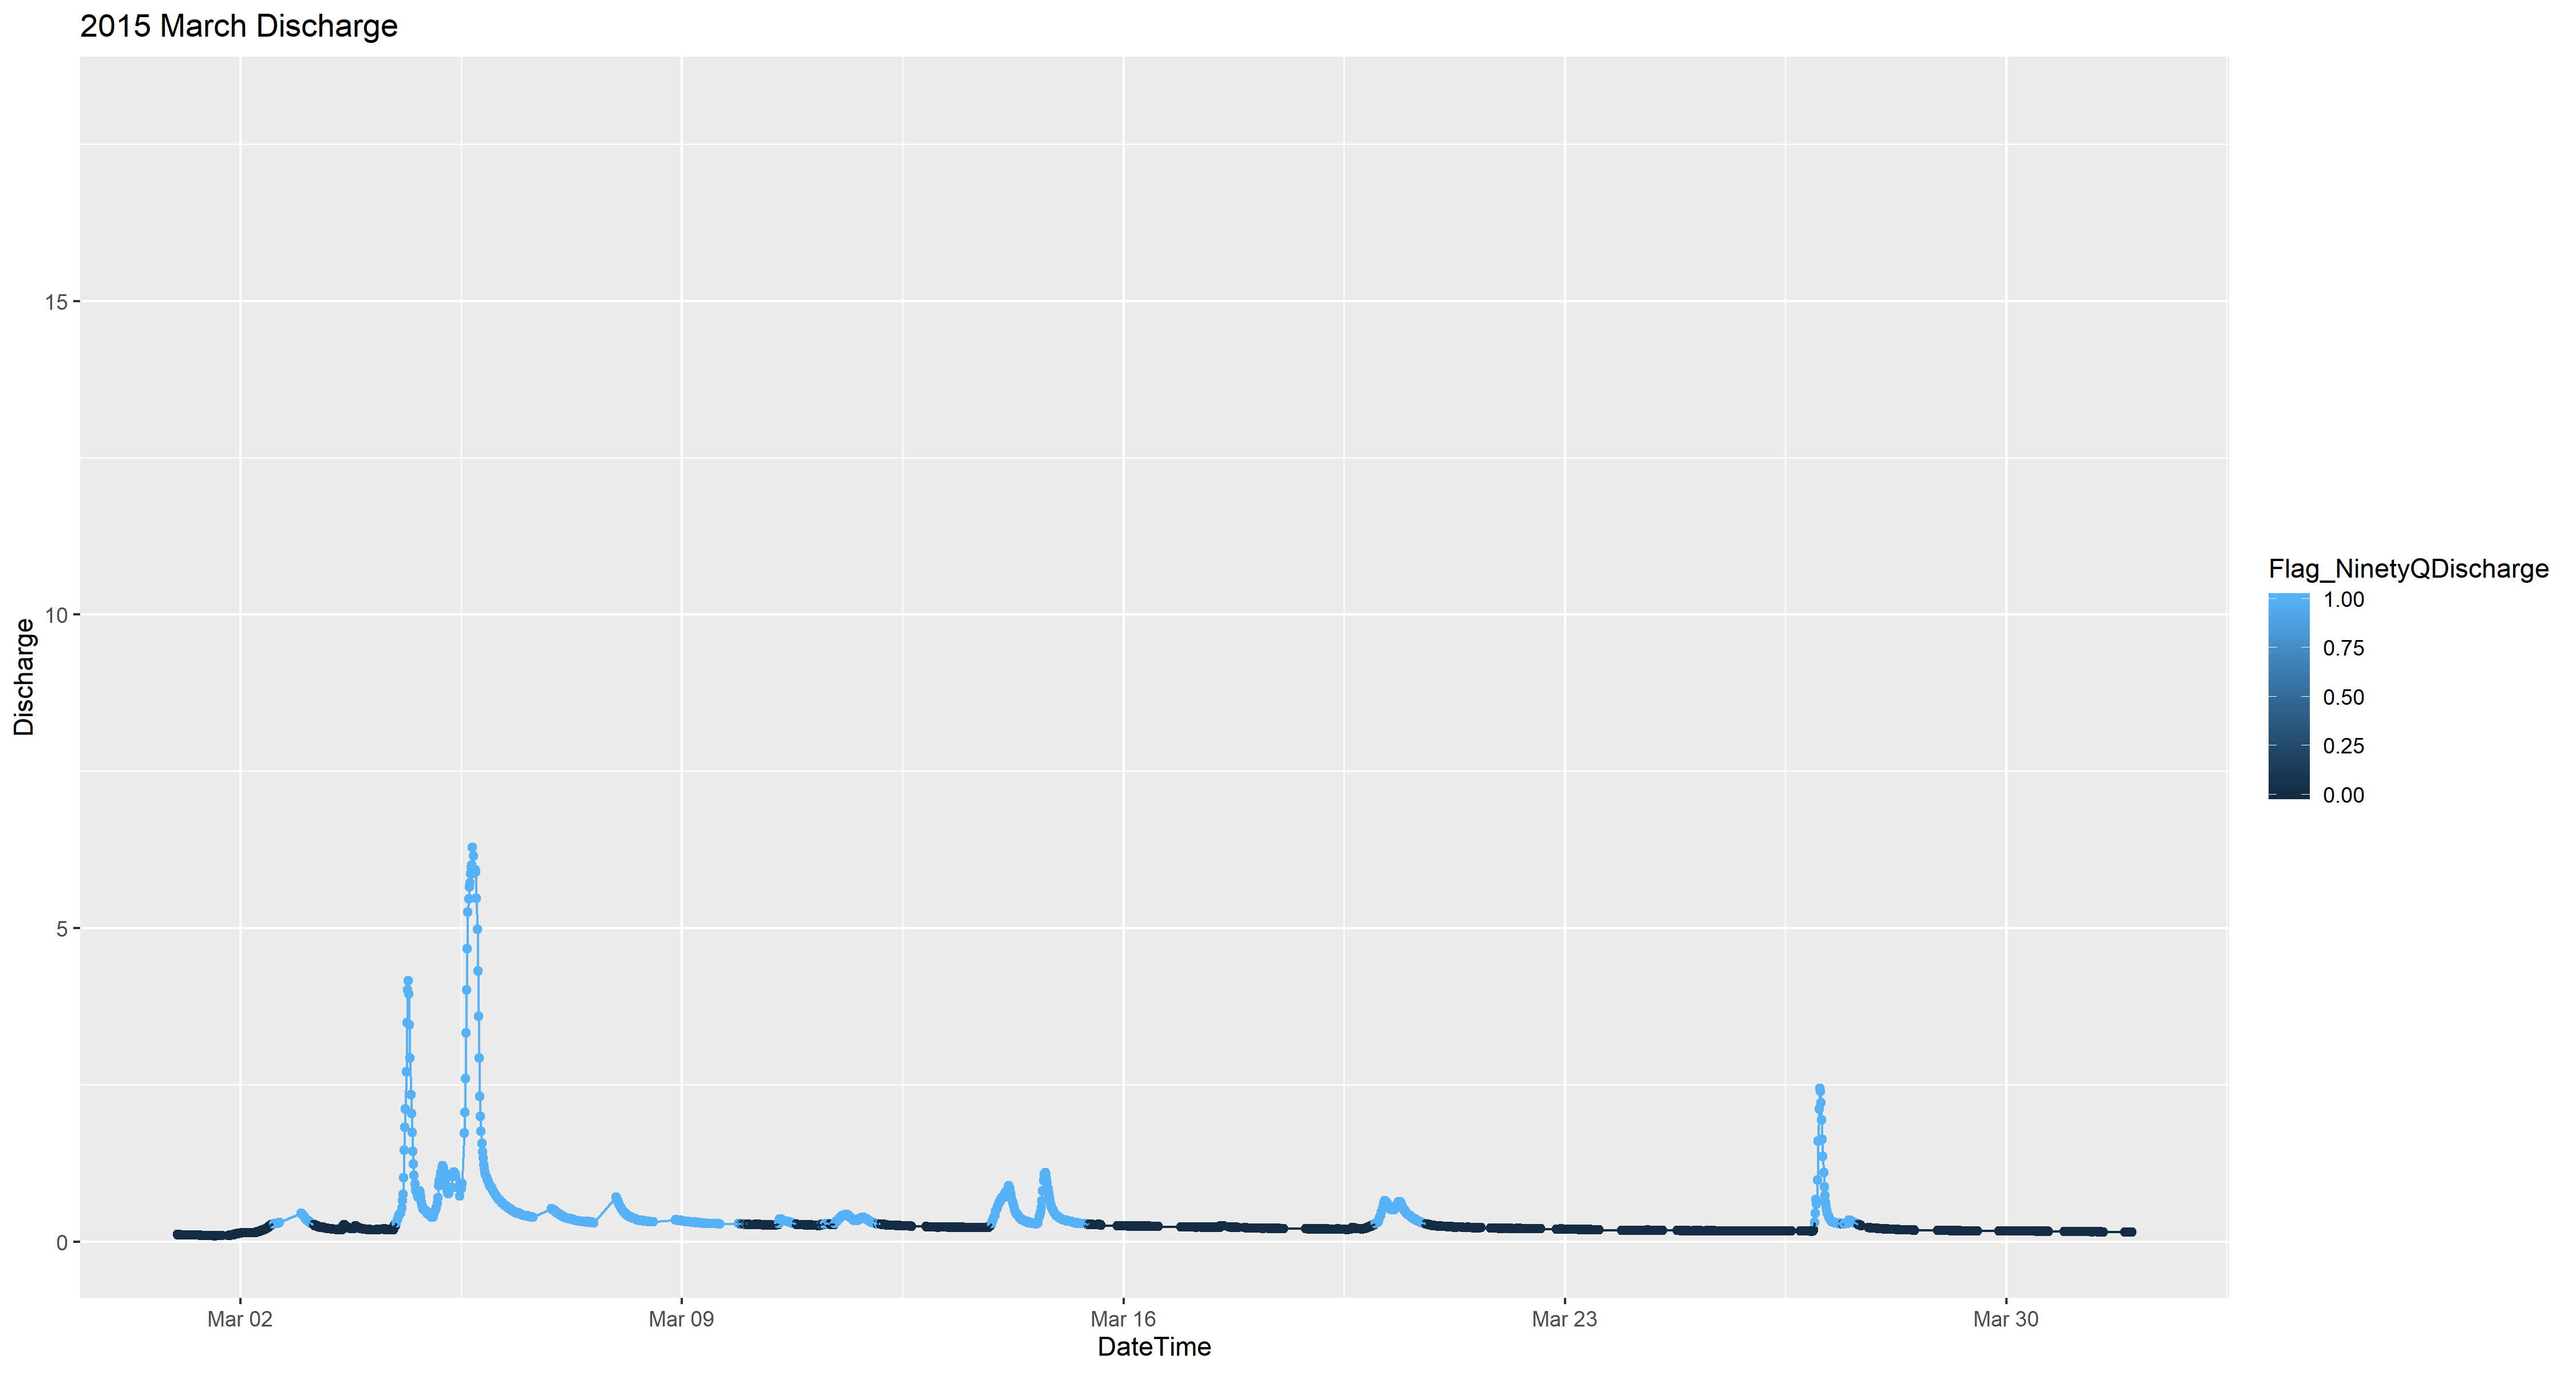 2015 March Discharge
Discharge
15
10
5
0
Mar 02
Mar 09
Mar 16
Mar 23
Mar 30
DateTime
Flag_NinetyQDischarge
1.00
0.75
0.50
0.25
0.00